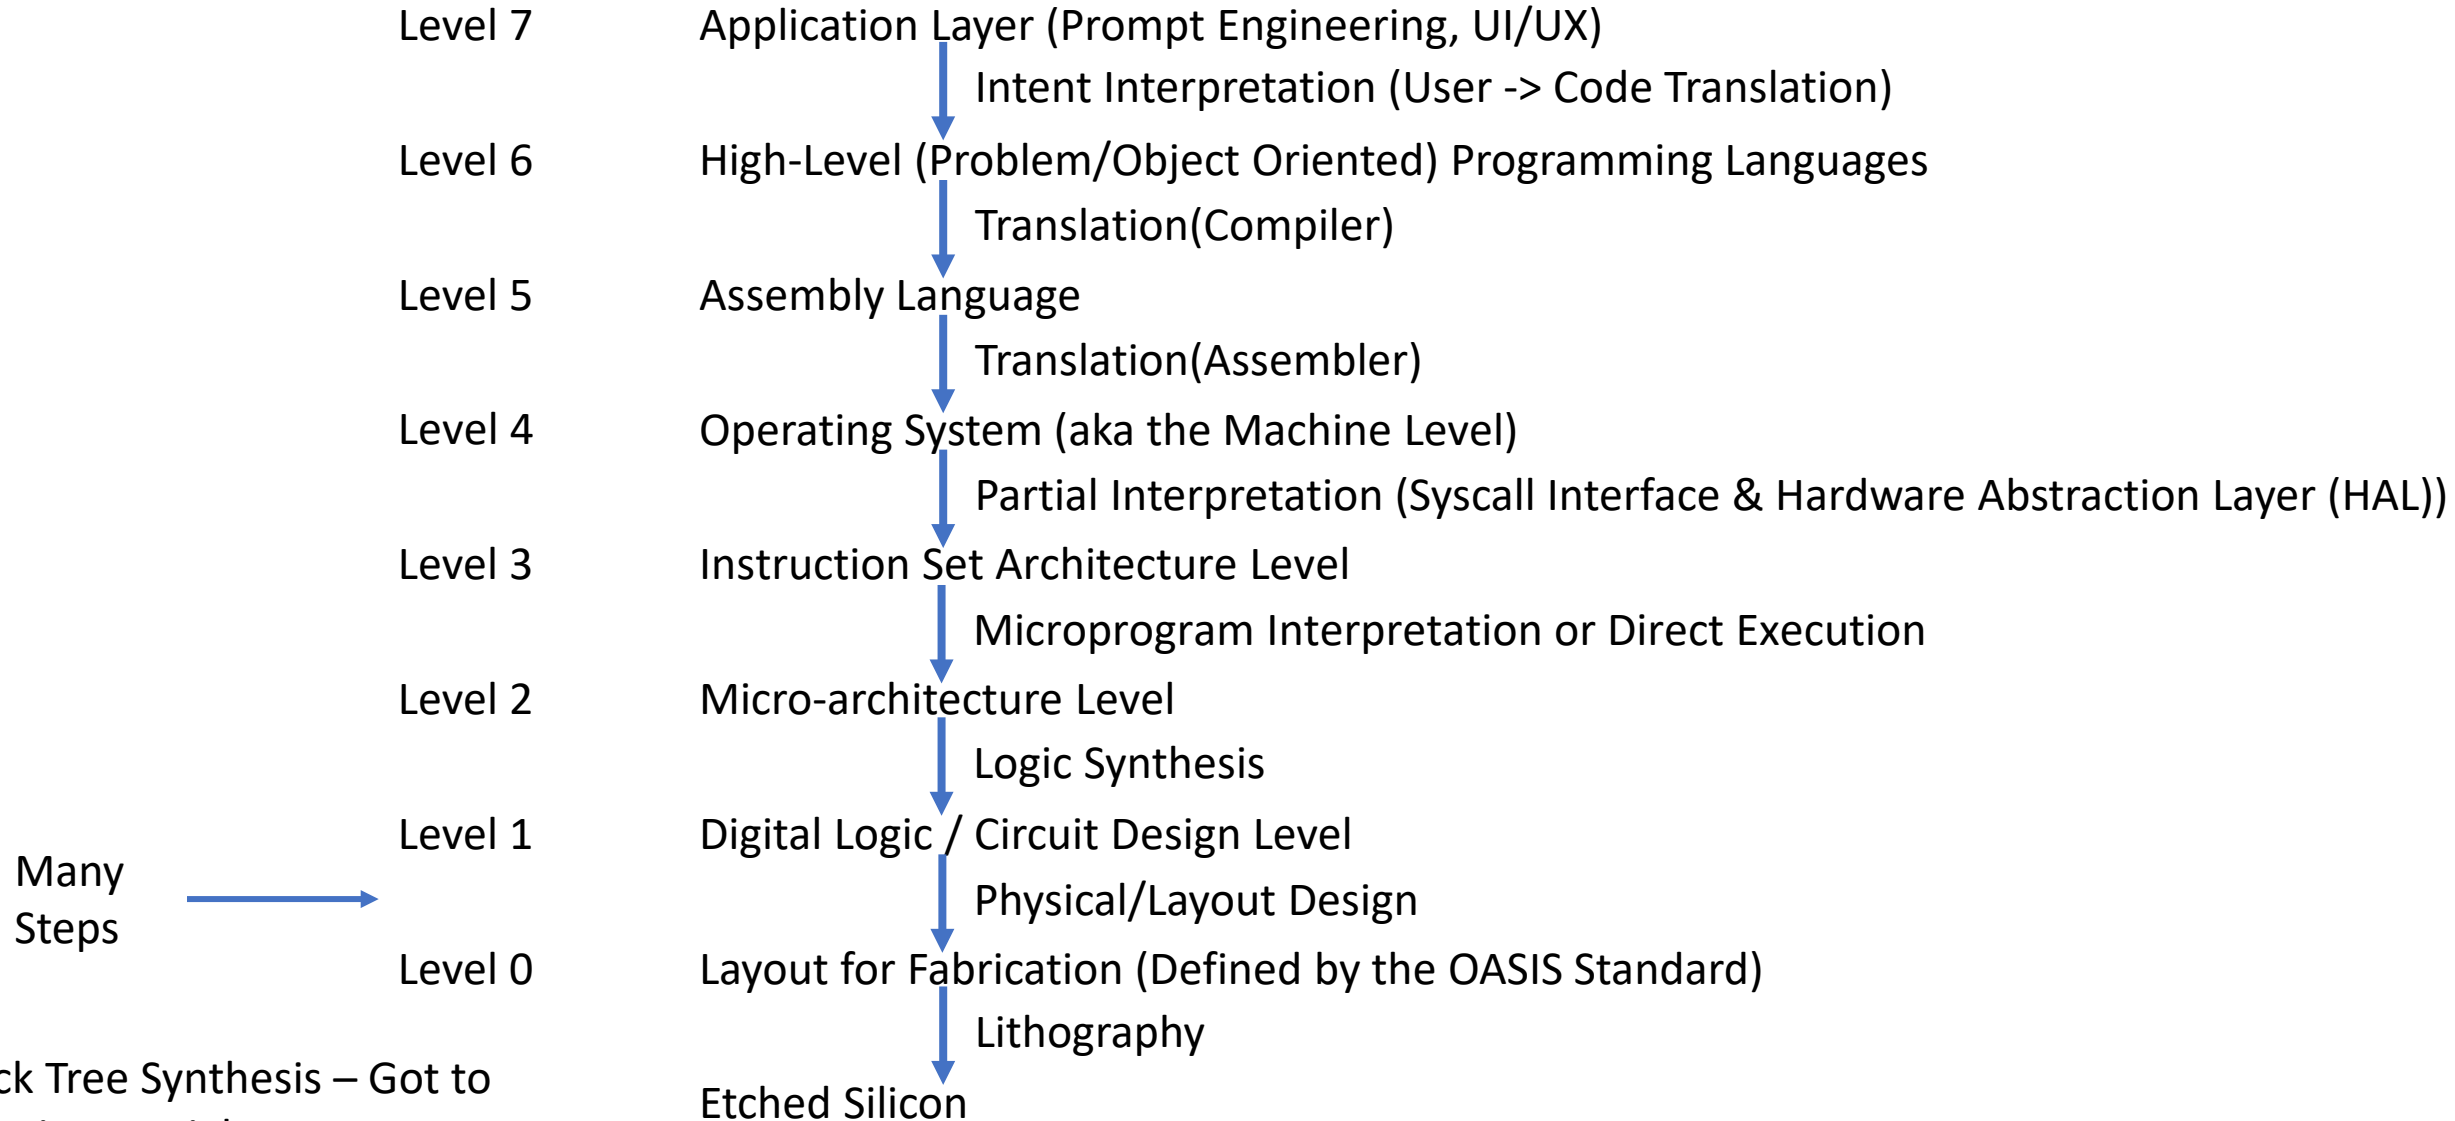 Level 7 Application Layer (Prompt Engineering, UI/UX)
Intent Interpretation (User -> Code Translation)
Level 6 High-Level (Problem/Object Oriented) Programming Languages
Translation(Compiler)
Level 5 Assembly Language
Translation(Assembler)
Level 4 Operating System (aka the Machine Level)
Partial Interpretation (Syscall Interface & Hardware Abstraction Layer (HAL))
Level 3 Instruction Set Architecture Level
Microprogram Interpretation or Direct Execution
Level 2 Micro-architecture Level
Logic Synthesis
Level 1 Digital Logic / Circuit Design Level
Many
Steps
Physical/Layout Design
Level 0 Layout for Fabrication (Defined by the OASIS Standard)
Lithography
ck Tree Synthesis – Got to
Etched Silicon